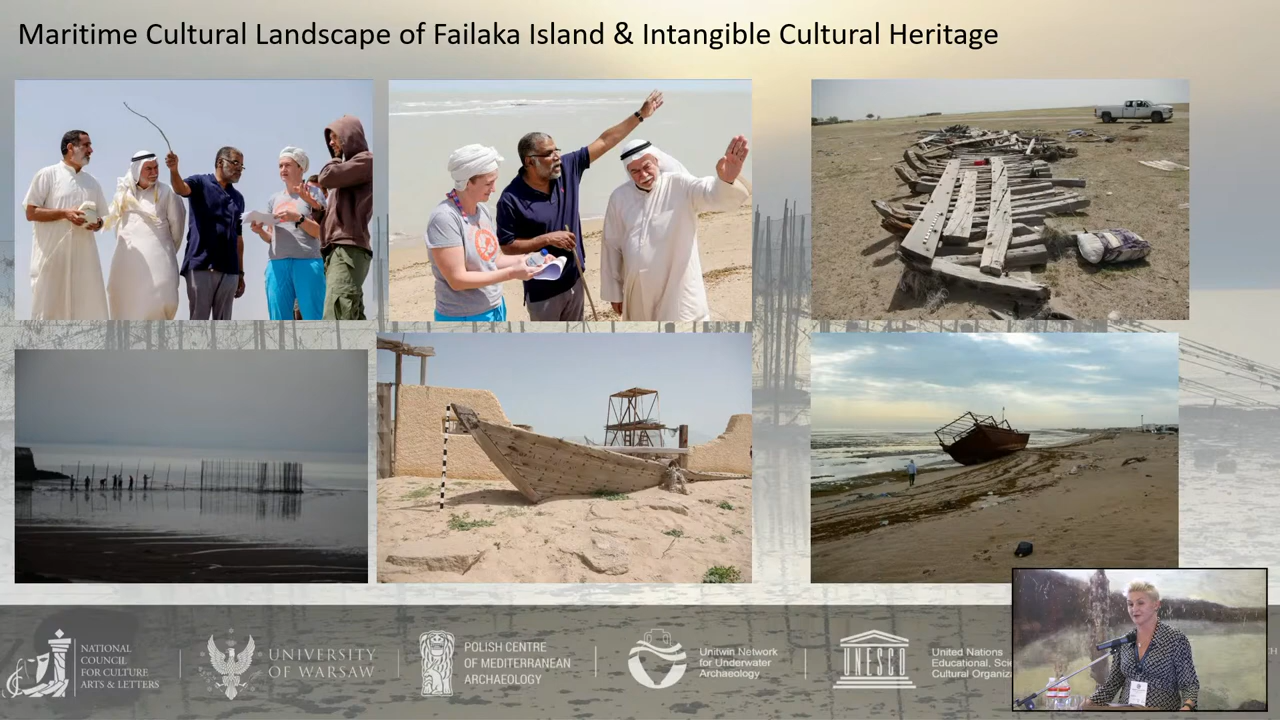 Maritime Cultural Landscape of Failaka Island & Intangible Cultural Heritage
NATIONAL
COUNCIL
FOR CULTURE
ARTS & LETTERS
UNIVERSITY
OF WARSAW
POLISH CENTRE
OF MEDITERRANEAN
ARCHAEOLOGY
Unitwin Network
for Underwater
Archaeology
UNESCO
United Nations
Educational, Sci
Cultural Organiz